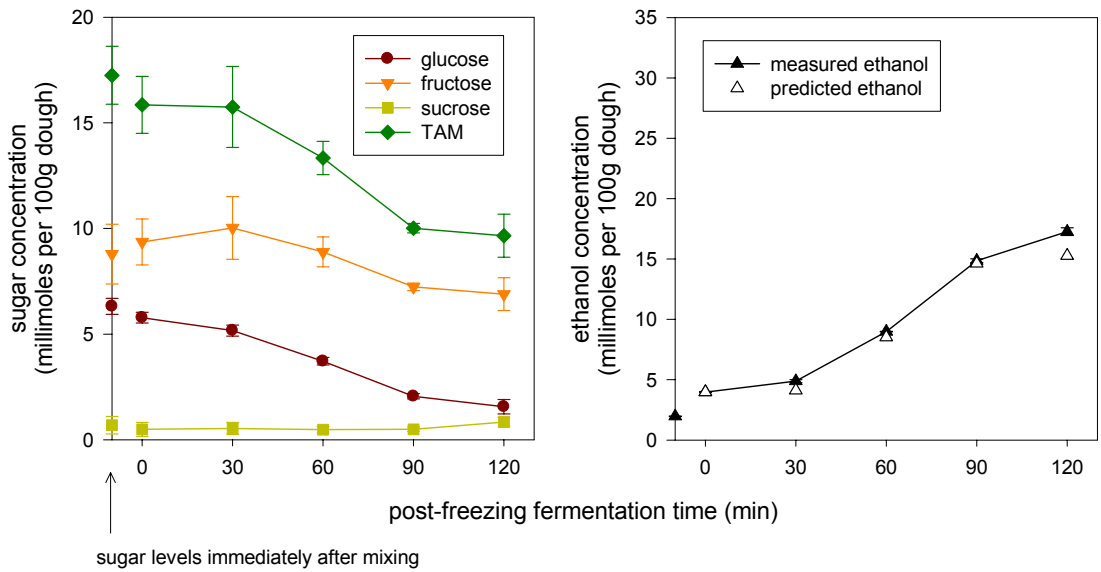 sugar concentration
(millimoles per 100g dough)
20
15
10
5
0
glucose
fructose
sucrose
TAM
0
30
60
90
120
ethanol concentration
(millimoles per 100g dough)
35
30
25
20
15
10
5
0
measured ethanol
predicted ethanol
0
30
60
90
120
post-freezing fermentation time (min)
sugar levels immediately after mixing